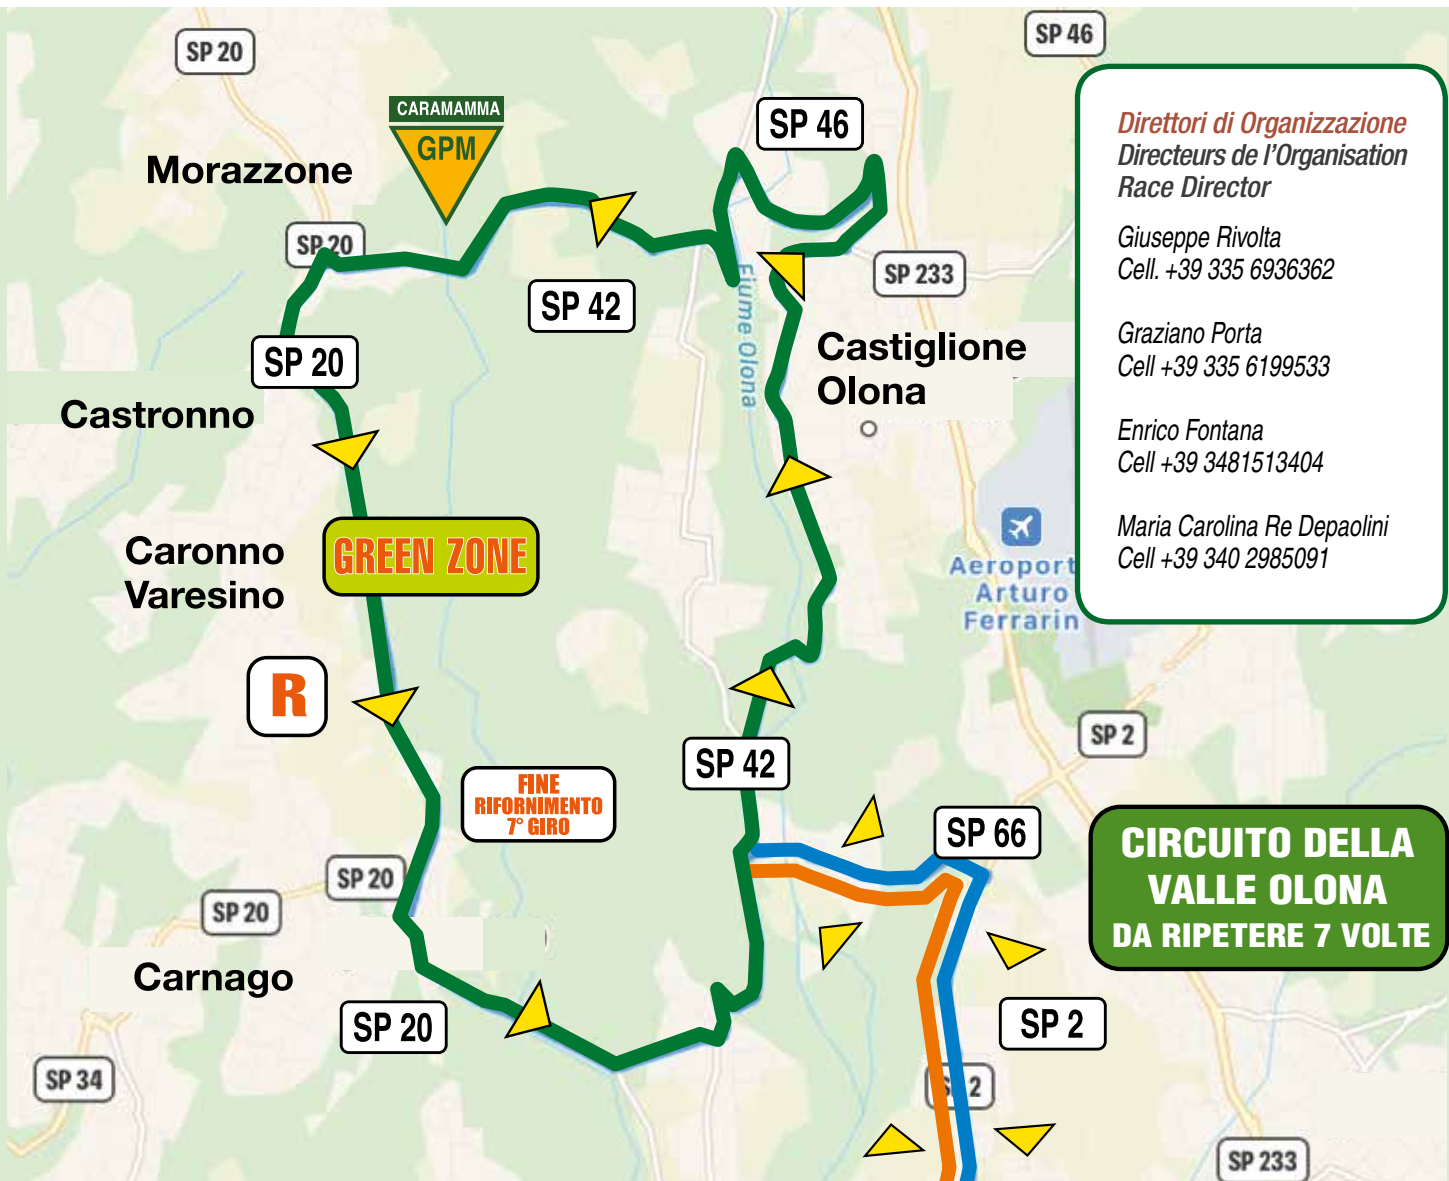 SP 20
SP 46
CARAMAMMA
GPM
SP 46
Morazzone
SP 20
SP 233
Fiume Olona
SP 42
SP 20
Castiglione
Olona
Castronno
Direttori di Organizzazione
Directeurs de l'Organisation
Race Director
Giuseppe Rivolta
Cell. +39 335 6936362
Graziano Porta
Cell +39 335 6199533
Enrico Fontana
Cell +39 3481513404
Maria Carolina Re Depaolini
Cell +39 340 2985091
Caronno
Varesino
GREEN ZONE
Aeroport
Arturo
Ferrarin
R
SP 2
SP 42
FINE
RIFORNIMENTO
7° GIRO
SP 66
CIRCUITO DELLA
VALLE OLONA
DA RIPETERE 7 VOLTE
SP 20
SP 20
Carnago
SP 20
SP 2
SP 34
SP 2
SP 233